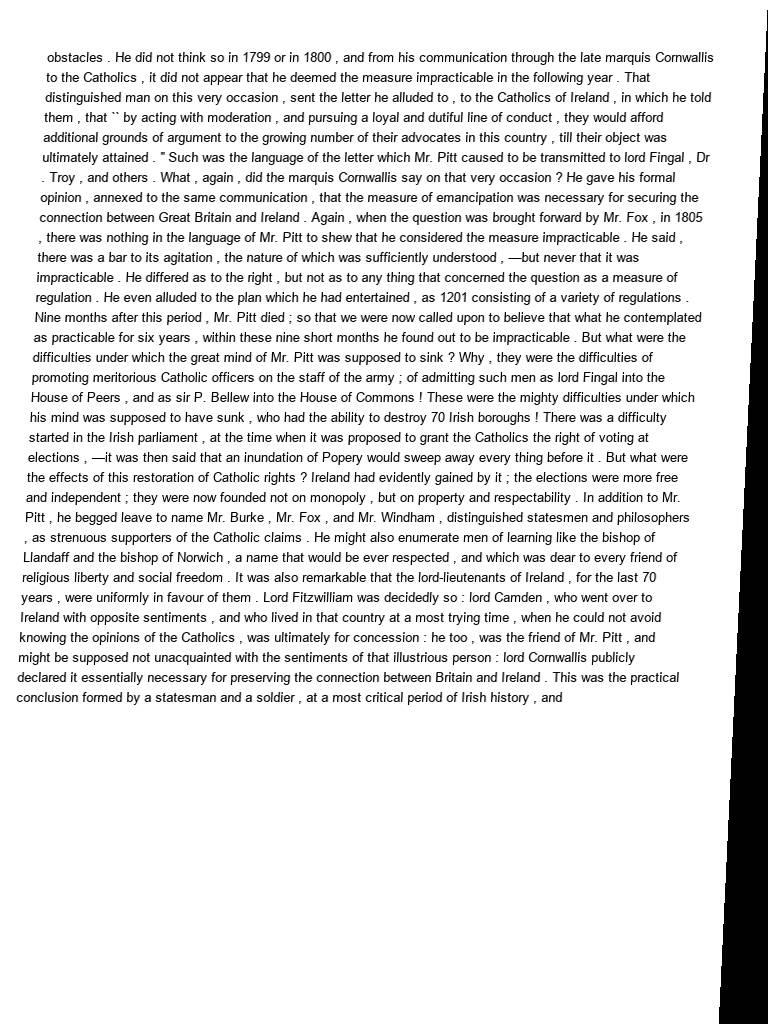 obstacles . He did not think so in 1799 or in 1800 , and from his communication through the late marquis Cornwallis
to the Catholics , it did not appear that he deemed the measure impracticable in the following year . That
distinguished man on this very occasion , sent the letter he alluded to , to the Catholics of Ireland , in which he told
them , that `` by acting with moderation , and pursuing a loyal and dutiful line of conduct , they would afford
additional grounds of argument to the growing number of their advocates in this country , till their object was
ultimately attained . '' Such was the language of the letter which Mr. Pitt caused to be transmitted to lord Fingal , Dr
. Troy , and others . What , again , did the marquis Cornwallis say on that very occasion ? He gave his formal
opinion , annexed to the same communication , that the measure of emancipation was necessary for securing the
connection between Great Britain and Ireland . Again , when the question was brought forward by Mr. Fox , in 1805
, there was nothing in the language of Mr. Pitt to shew that he considered the measure impracticable . He said ,
there was a bar to its agitation , the nature of which was sufficiently understood , —but never that it was
impracticable . He differed as to the right , but not as to any thing that concerned the question as a measure of
regulation . He even alluded to the plan which he had entertained , as 1201 consisting of a variety of regulations .
Nine months after this period , Mr. Pitt died ; so that we were now called upon to believe that what he contemplated
as practicable for six years , within these nine short months he found out to be impracticable . But what were the
difficulties under which the great mind of Mr. Pitt was supposed to sink ? Why , they were the difficulties of
promoting meritorious Catholic officers on the staff of the army ; of admitting such men as lord Fingal into the
House of Peers , and as sir P. Bellew into the House of Commons ! These were the mighty difficulties under which
his mind was supposed to have sunk , who had the ability to destroy 70 Irish boroughs ! There was a difficulty
started in the Irish parliament , at the time when it was proposed to grant the Catholics the right of voting at
elections , —it was then said that an inundation of Popery would sweep away every thing before it . But what were
the effects of this restoration of Catholic rights ? Ireland had evidently gained by it ; the elections were more free
and independent ; they were now founded not on monopoly , but on property and respectability . In addition to Mr.
Pitt , he begged leave to name Mr. Burke , Mr. Fox , and Mr. Windham , distinguished statesmen and philosophers
, as strenuous supporters of the Catholic claims . He might also enumerate men of learning like the bishop of
Llandaff and the bishop of Norwich , a name that would be ever respected , and which was dear to every friend of
religious liberty and social freedom . It was also remarkable that the lord-lieutenants of Ireland , for the last 70
years , were uniformly in favour of them . Lord Fitzwilliam was decidedly so : lord Camden , who went over to
Ireland with opposite sentiments , and who lived in that country at a most trying time , when he could not avoid
knowing the opinions of the Catholics , was ultimately for concession : he too , was the friend of Mr. Pitt , and
might be supposed not unacquainted with the sentiments of that illustrious person : lord Cornwallis publicly
declared it essentially necessary for preserving the connection between Britain and Ireland . This was the practical
conclusion formed by a statesman and a soldier , at a most critical period of Irish history , and